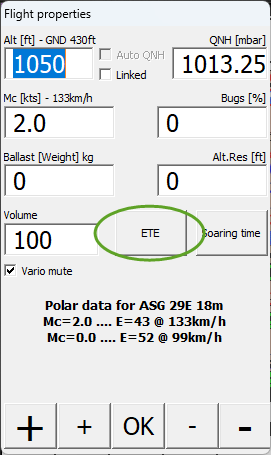 Flight properties
Alt [ft] - GND 430ft
QNH [mbar]
1050
Auto QNH
Linked
1013.25
Mc [kts] - 133km/h
Bugs [%]
2.0
0
Ballast [Weight] kg
Alt.Res [ft]
0
0
Volume
100
ETE
Soaring time
Vario mute
Polar data for ASG 29E 18m
Mc=2.0 .... E=43 @ 133km/h
Mc=0.0 .... E=52 @ 99km/h
+
+
OK
-
-